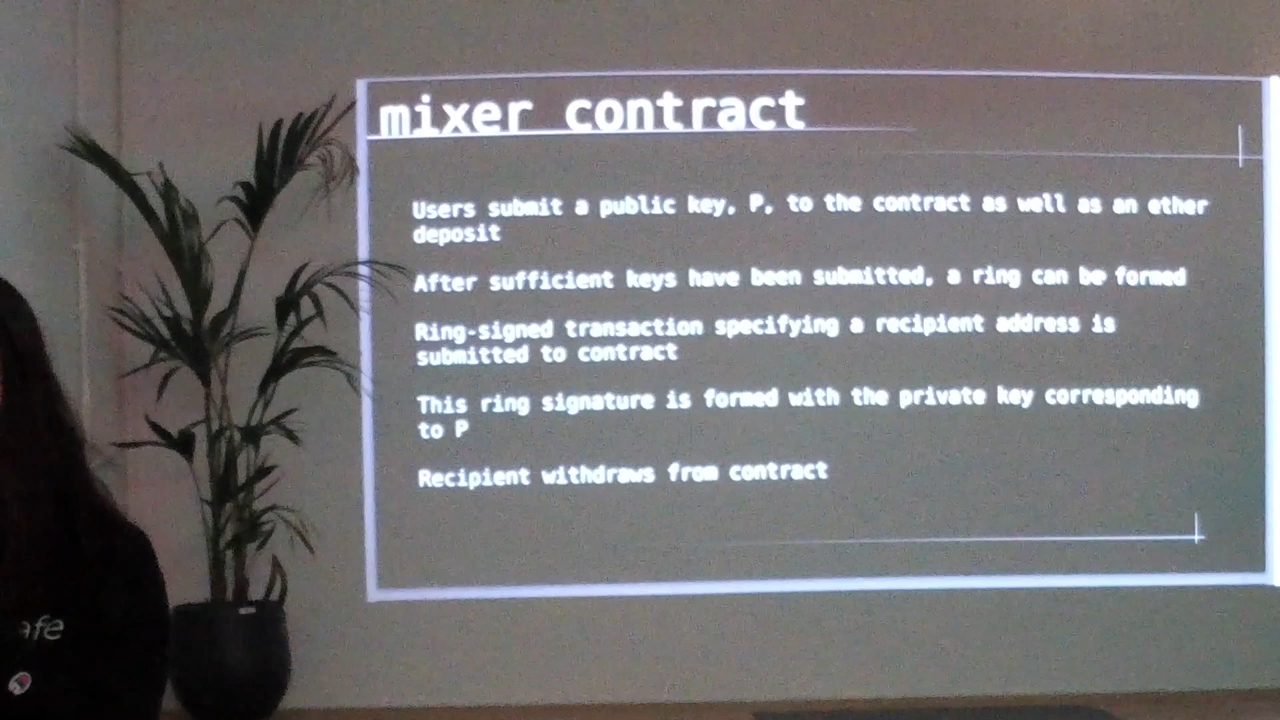 mixer contract
Users submit a public key, P, to the contract as well as an ether
deposit
After sufficient keys have been submitted, a ring can be formed
Ring-signed transaction specifying a recipient address is
submitted to contract
This ring signature is formed with the private key corresponding
to P
Recipient withdraws from contract
afe